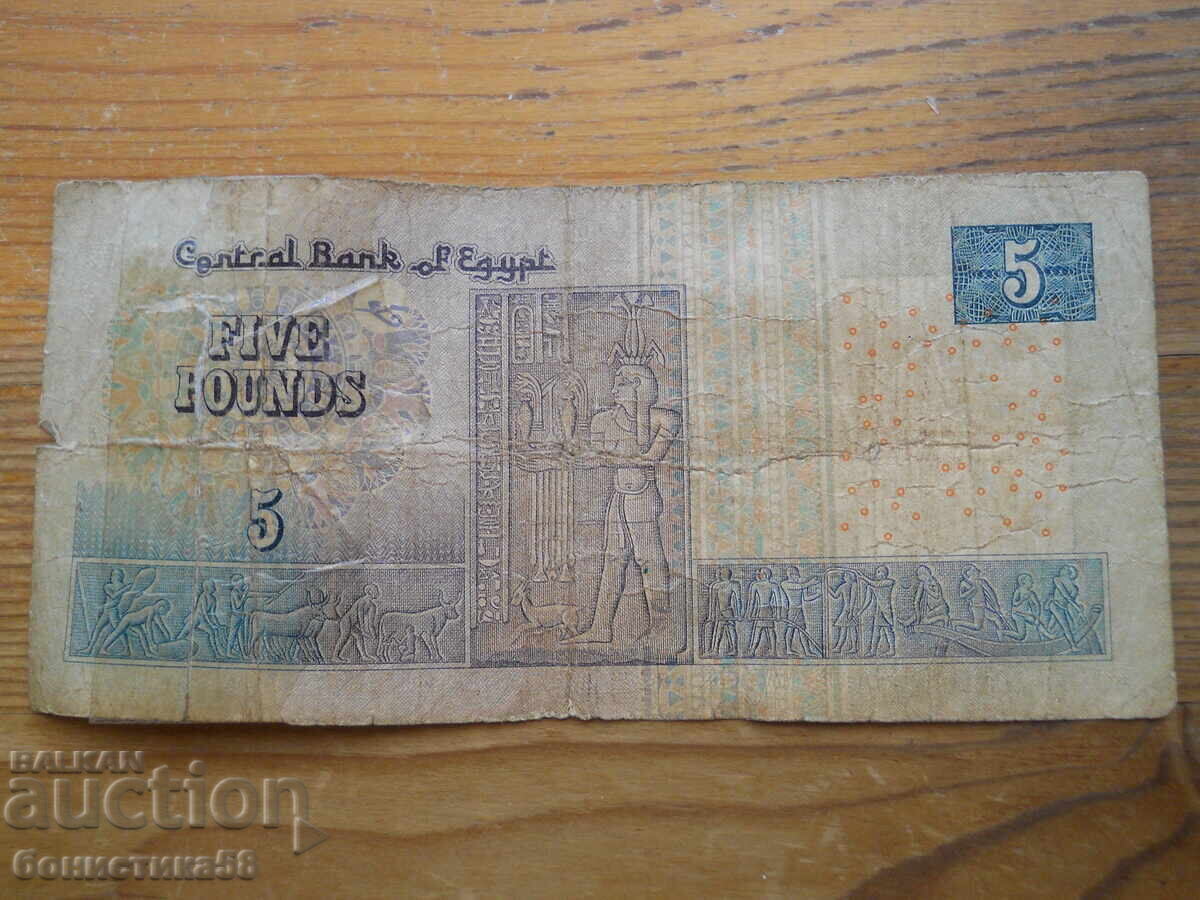 Central Bank of Egypt
5
FIVE
POUNDS
5
BALKAN
auction
бонистика58